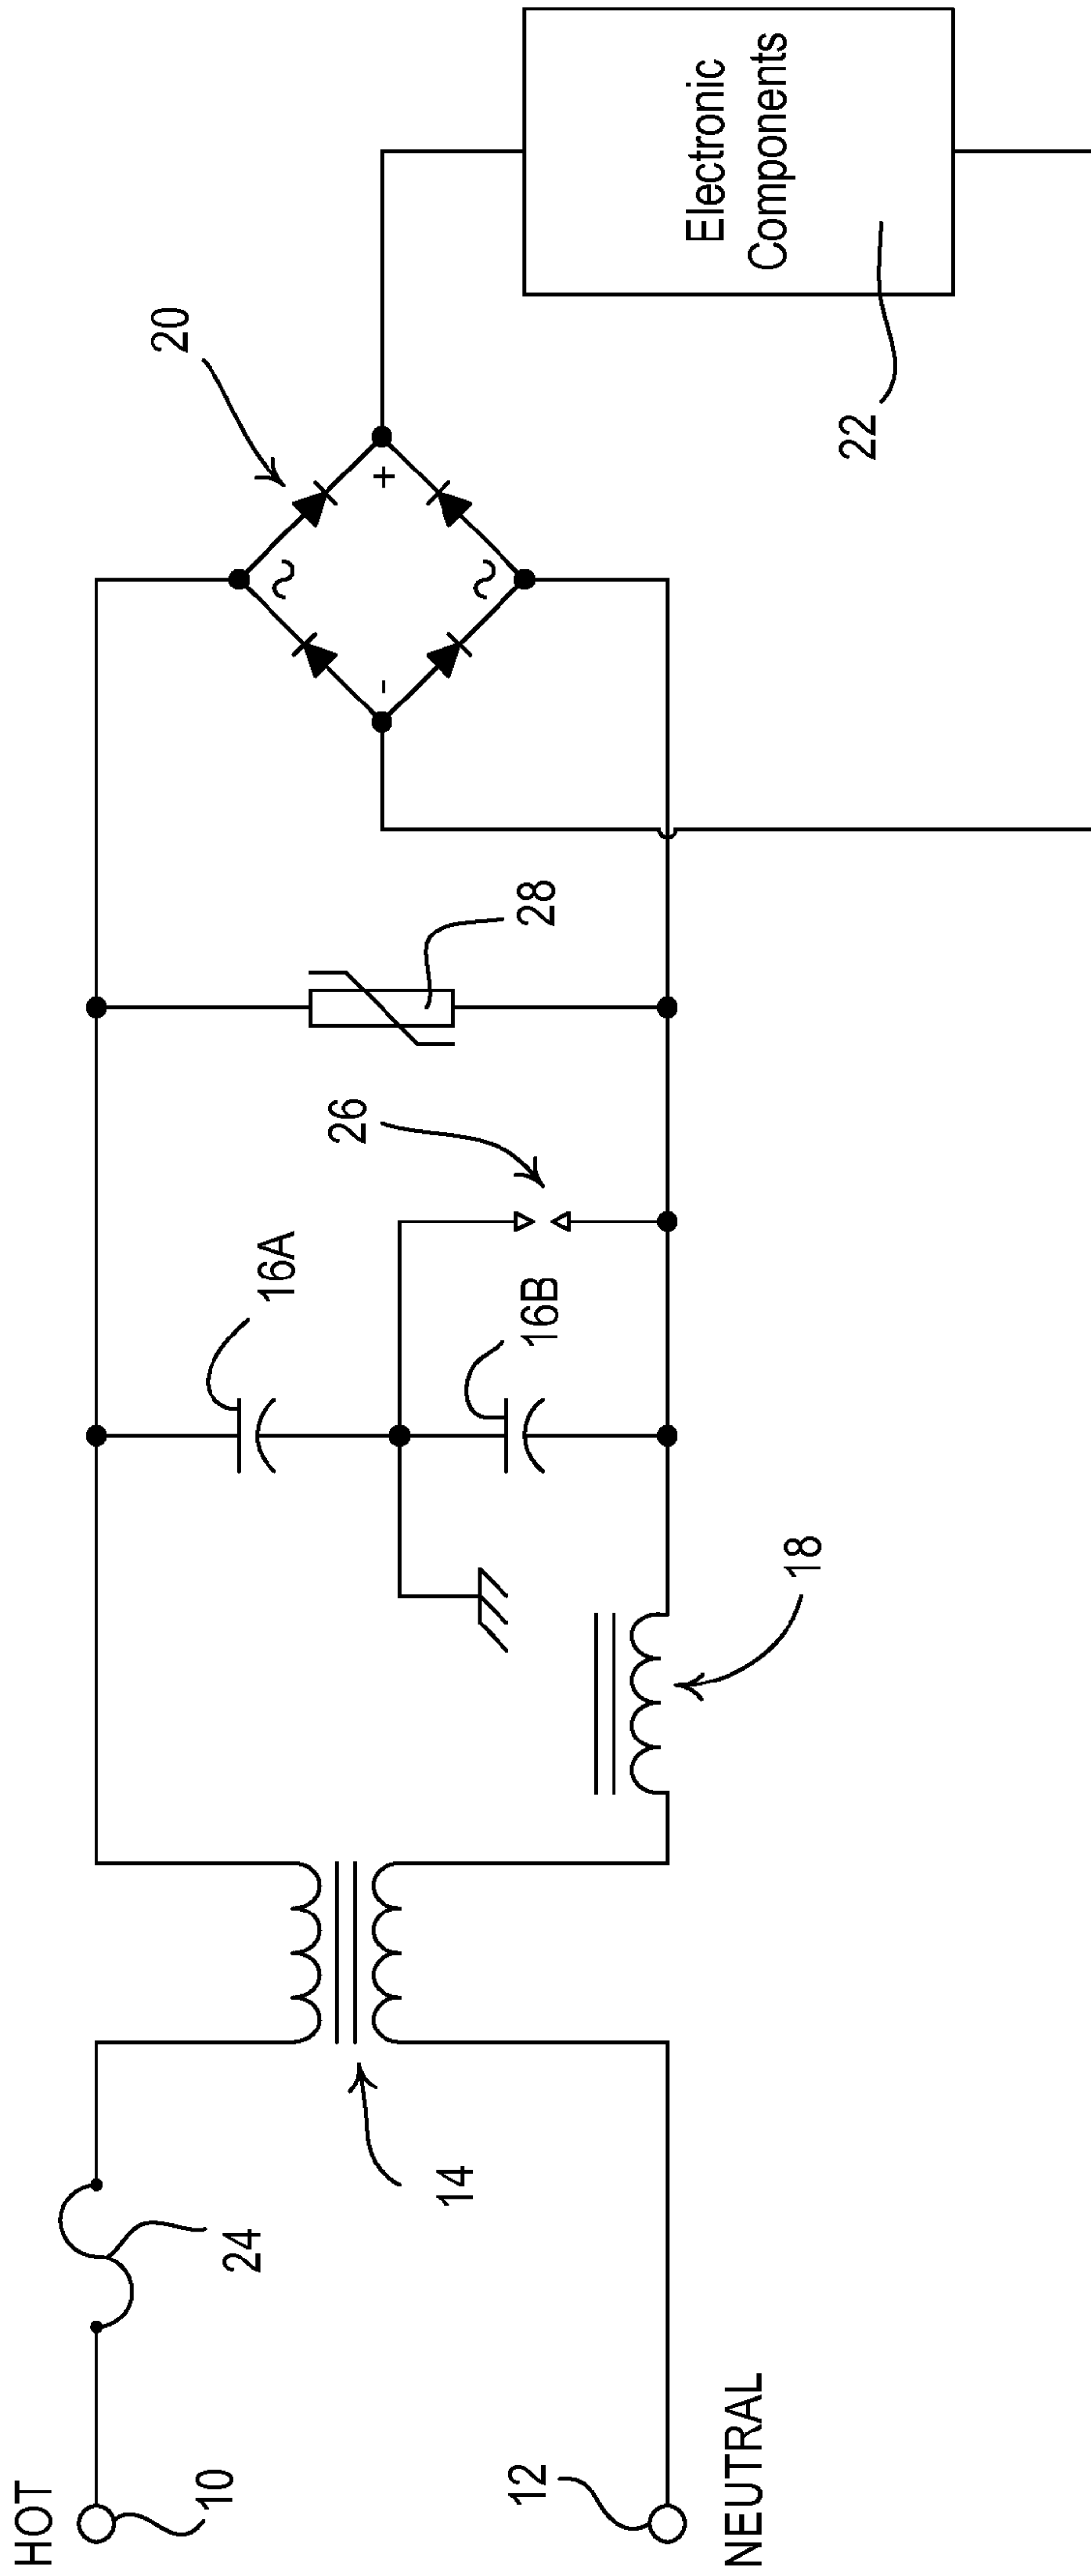 HOT
10
24
14
12
NEUTRAL
18
16A
16B
26
28
20
+
-
~
~
22
Electronic
Components